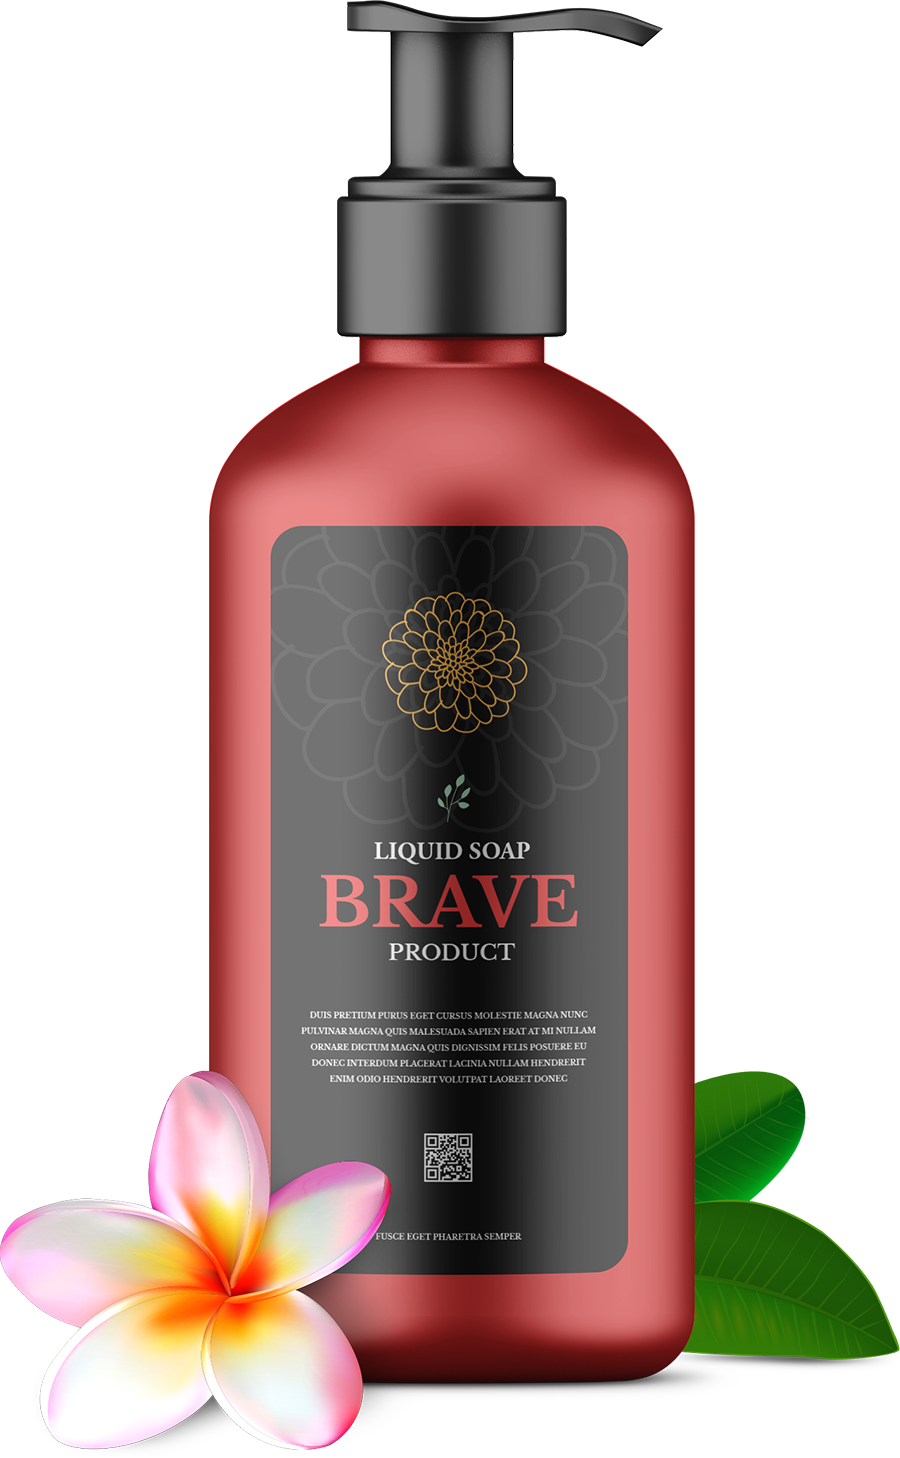 LIQUID SOAP
BRAVE
PRODUCT
DUIS PRETIUM PURUS EGET CURSUS MOLESTIE MAGNA NUNC
PULVINAR MAGNA QUIS MALESUADA SAPIEN ERAT AT MI NULLAM
ORNARE DICTUM MAGNA QUIS DIGNISSIM FELIS POSUERE EU
DONEC INTERDUM PLACERAT LACINIA NULLAM HENDRERIT
ENIM ODIO HENDRERIT VOLUTPAT LAOREET DONEC
FUSCE EGET PHARETRA SEMPER